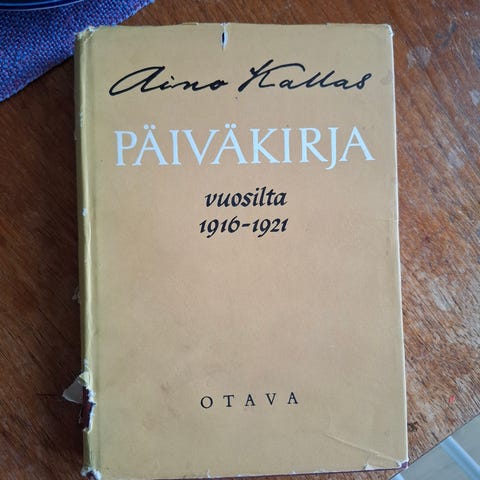 Aino Kallas
PÄIVÄKIRJA
vuosilta
1916-1921
OTAVA